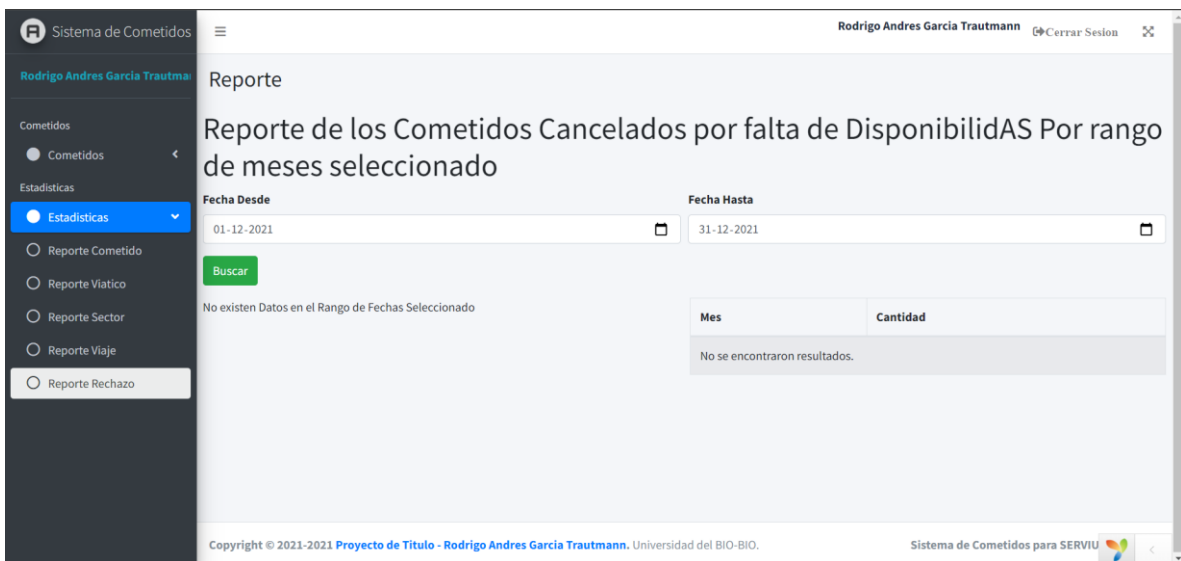 Sistema de Cometidos
Rodrigo Andres Garcia Trautmann
Cerrar Sesion
Rodrigo Andres Garcia Trautma
Cometidos
Cometidos
Estadisticas
Estadisticas
Reporte Cometido
Reporte Viatico
Reporte Sector
Reporte Viaje
Reporte Rechazo
Reporte
Reporte de los Cometidos Cancelados por falta de DisponibilidAS Por rango
de meses seleccionado
Fecha Desde
Fecha Hasta
01-12-2021
31-12-2021
Buscar
No existen Datos en el Rango de Fechas Seleccionado
Mes
Cantidad
No se encontraron resultados.
Copyright © 2021-2021 Proyecto de Titulo - Rodrigo Andres Garcia Trautmann. Universidad del BIO-BIO.
Sistema de Cometidos para SERVIU